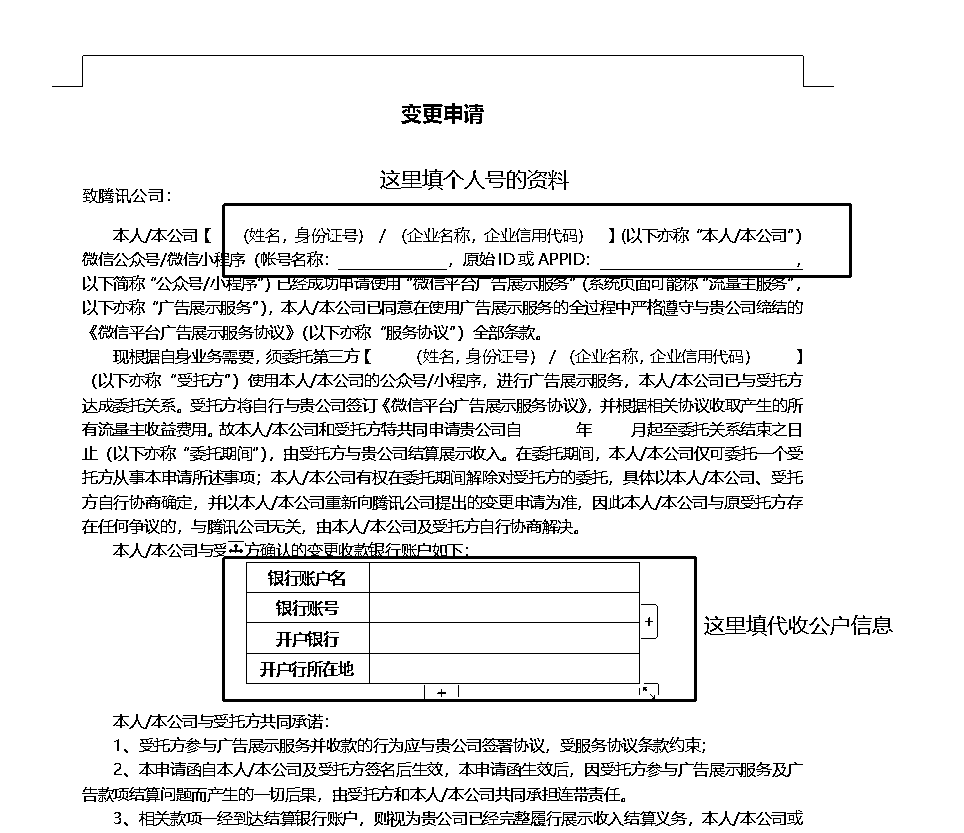 变更申请
这里填个人号的资料
致腾讯公司：
本人/本公司【 （姓名，身份证号） / （企业名称，企业信用代码） 】（以下亦称“本人/本公司”）
微信公众号/微信小程序（帐号名称： ，原始 ID 或 APPID： ，
以下简称“公众号/小程序”）已经成功申请使用“微信平台广告展示服务”（系统页面可能称“流量主服务”，
以下亦称“广告展示服务”），本人/本公司已同意在使用广告展示服务的全过程中严格遵守与贵公司缔结的
《微信平台广告展示服务协议》（以下亦称“服务协议”）全部条款。
现根据自身业务需要，须委托第三方【 （姓名，身份证号） / （企业名称，企业信用代码） 】
（以下亦称“受托方”）使用本人/本公司的公众号/小程序，进行广告展示服务，本人/本公司已与受托方
达成委托关系。受托方将自行与贵公司签订《微信平台广告展示服务协议》，并根据相关协议收取产生的所
有流量主收益费用。故本人/本公司和受托方特共同申请贵公司自 年 月起至委托关系结束之日
止（以下亦称“委托期间”），由受托方与贵公司结算展示收入。在委托期间，本人/本公司仅可委托一个受
托方从事本申请所述事项；本人/本公司有权在委托期间解除对受托方的委托，具体以本人/本公司、受托
方自行协商确定，并以本人/本公司重新向腾讯公司提出的变更申请为准，因此本人/本公司与原受托方存
在任何争议的，与腾讯公司无关，由本人/本公司及受托方自行协商解决。
本人/本公司与受 方确认的变更收款银行账户如下：
银行账户名
银行账号
开户银行
开户行所在地
这里填代收公户信息
本人/本公司与受托方共同承诺：
1、受托方参与广告展示服务并收款的行为应与贵公司签署协议，受服务协议条款约束；
2、本申请函自本人/本公司及受托方签名后生效，本申请函生效后，因受托方参与广告展示服务及广
告款项结算问题而产生的一切后果，由受托方和本人/本公司共同承担连带责任。
3、相关款项一经到达结算银行账户，则视为贵公司已经完整履行展示收入结算义务，本人/本公司或